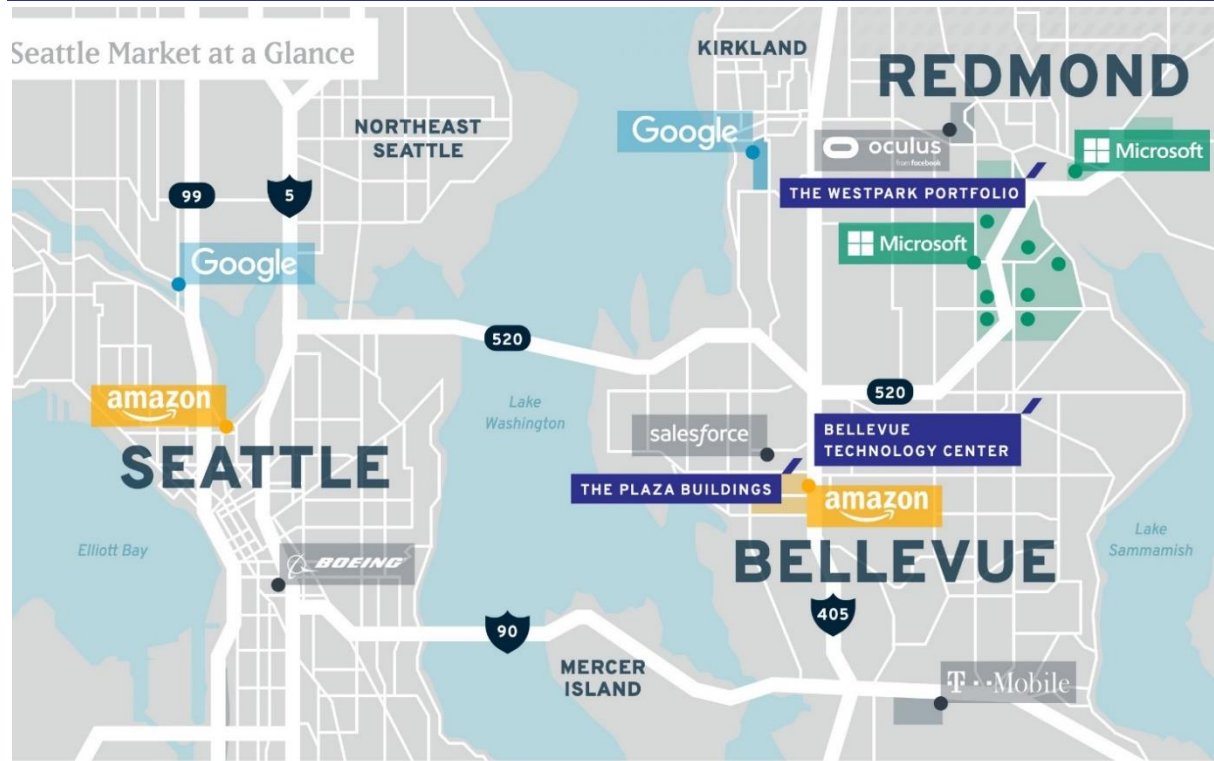 Seattle Market at a Glance
KIRKLAND
REDMOND
NORTHEAST
SEATTLE
Google
oculus
from facebook
Microsoft
THE WESTPARK PORTFOLIO
99
5
Google
Microsoft
520
520
amazon
Lake
Washington
salesforce
BELLEVUE
TECHNOLOGY CENTER
SEATTLE
THE PLAZA BUILDINGS
amazon
Elliott Bay
Lake
Sammamish
BOEING
BELLEVUE
405
90
MERCER
ISLAND
T-Mobile